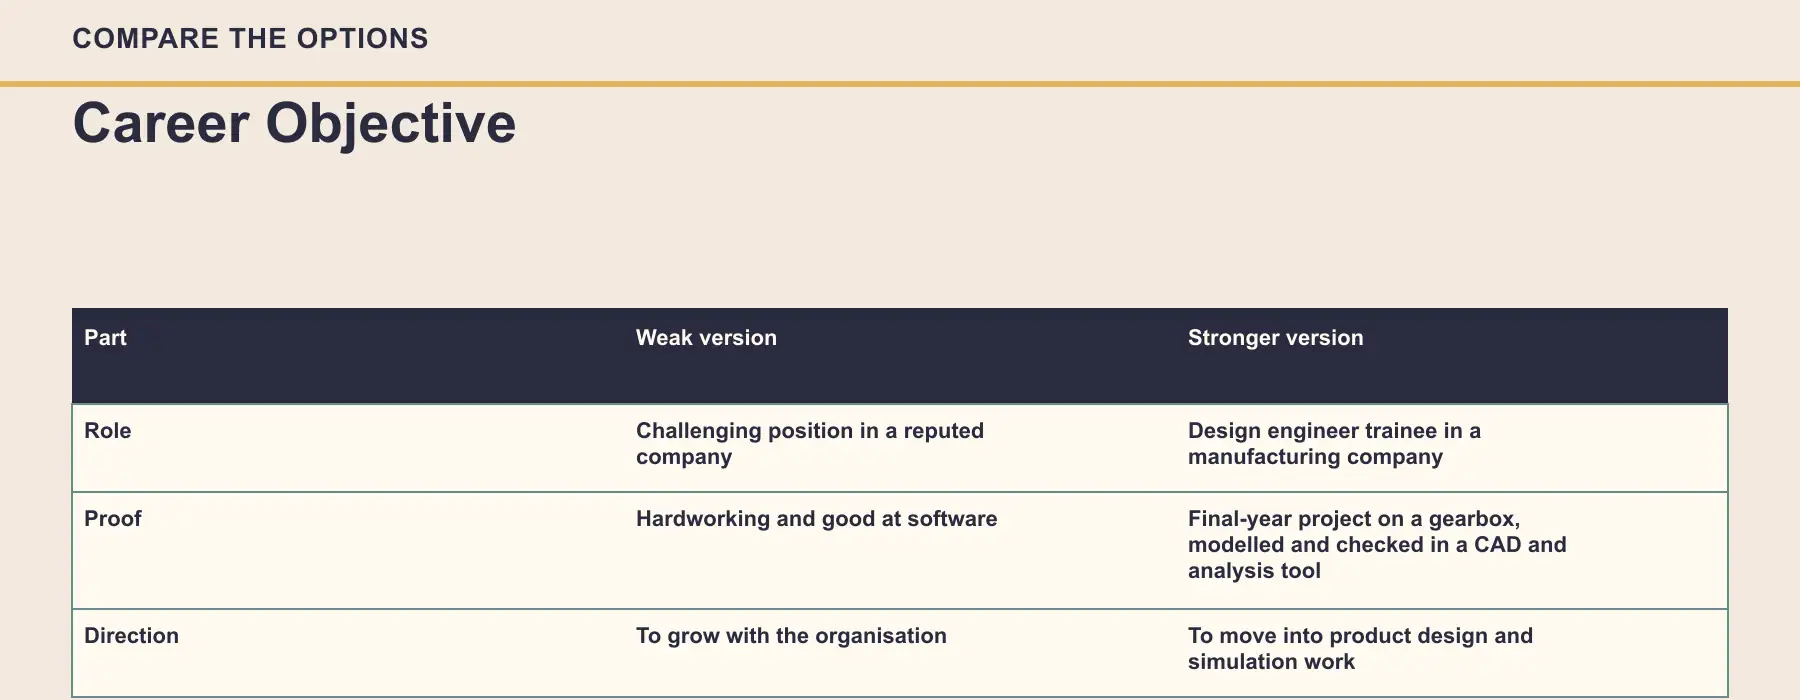 COMPARE THE OPTIONS
Career Objective
Part
Weak version
Stronger version
Role
Challenging position in a reputed
company
Design engineer trainee in a
manufacturing company
Proof
Hardworking and good at software
Final-year project on a gearbox,
modelled and checked in a CAD and
analysis tool
Direction
To grow with the organisation
To move into product design and
simulation work